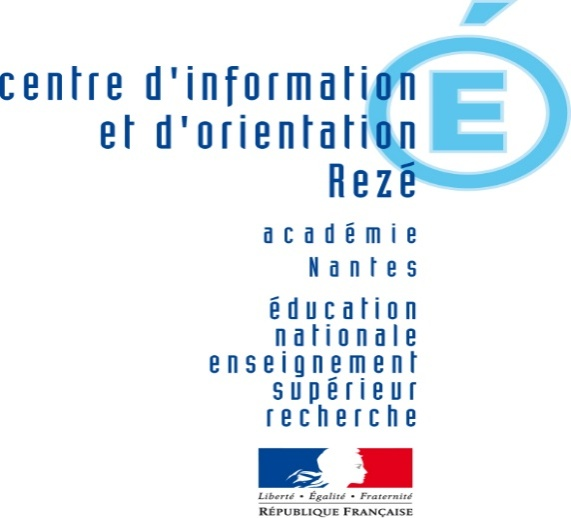 centre d'information
É
et d'orientation
Rezé
académie
Nantes
éducation
nationale
enseignement
supérieur
recherche
Liberté • Égalité • Fraternité
RÉPUBLIQUE FRANÇAISE